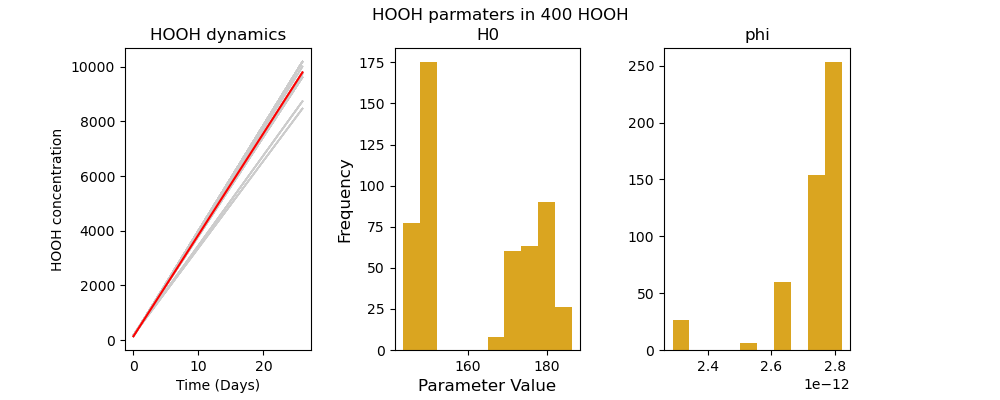 HOOH parmaters in 400 HOOH
HOOH dynamics
HOOH concentration
10000
8000
6000
4000
2000
0
0 10 20
Time (Days)
H0
Frequency
175
150
125
100
75
50
25
0
160 180
Parameter Value
phi
250
200
150
100
50
0
2.4 2.6 2.8
1e−12